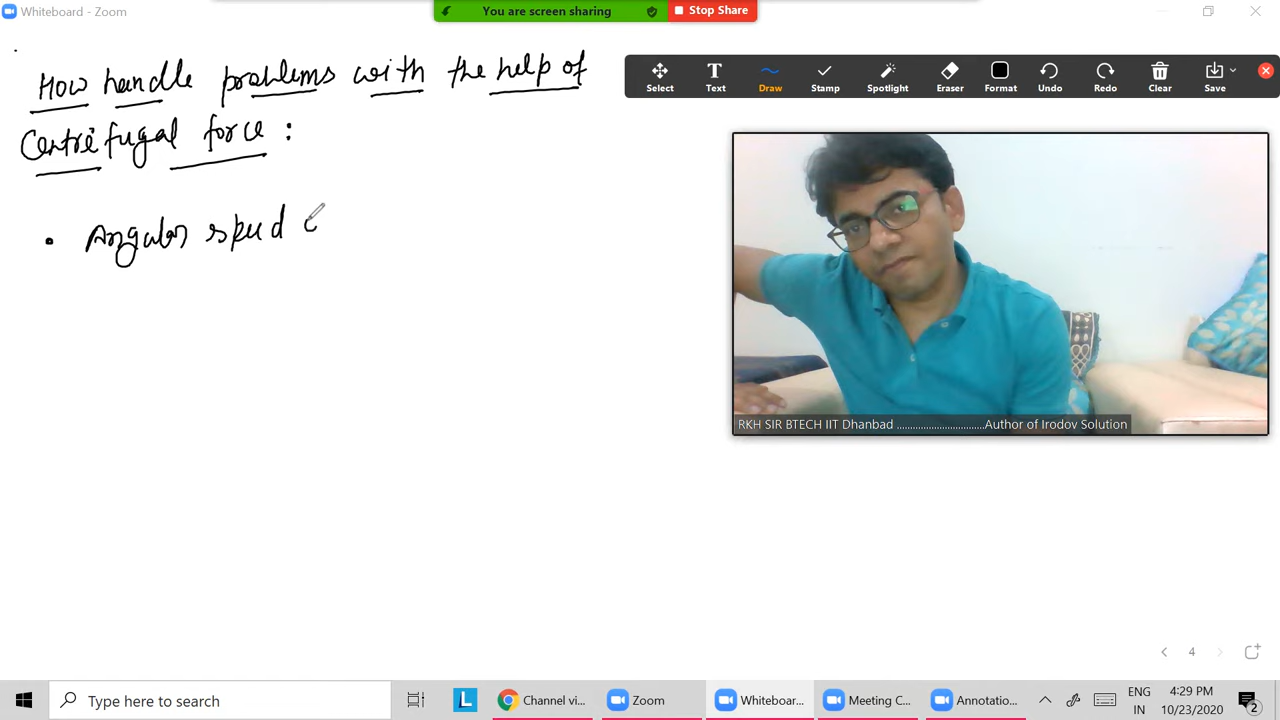 Whiteboard - Zoom
You are screen sharing
Stop Share
Select
Text
Draw
Stamp
Spotlight
Eraser
Format
Undo
Redo
Clear
Save
How handle problems with the help of
Centrifugal force :
• Angular speed
RKH SIR BTECH IIT Dhanbad ................................Author of Irodov Solution
4
Type here to search
L
Channel vi...
Zoom
Whiteboar...
Meeting C...
Annotatio...
ENG
IN
4:29 PM
10/23/2020
2